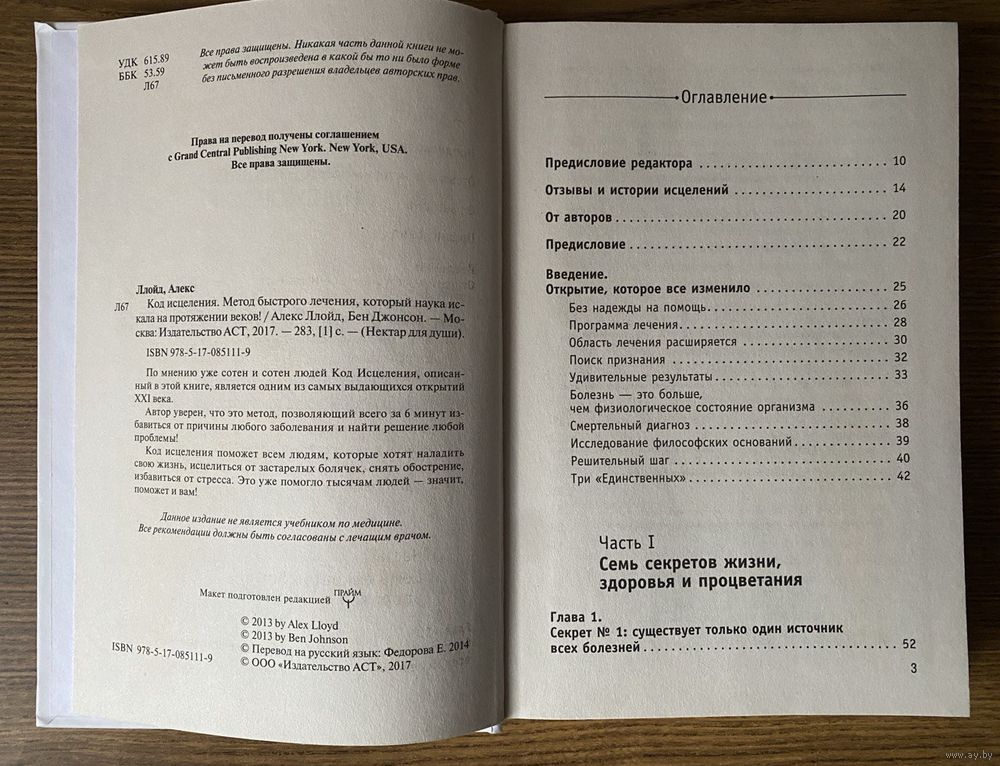 УДК 615.89
ББК 53.59
Л67
Все права защищены. Никакая часть данной книги не мо-
жет быть воспроизведена в какой бы то ни было форме
без письменного разрешения владельцев авторских прав.
Права на перевод получены соглашением
с Grand Central Publishing New York. New York, USA.
Все права защищены.
Ллойд, Алекс
Л67 Код исцеления. Метод быстрого лечения, который наука ис-
кала на протяжении веков! / Алекс Ллойд, Бен Джонсон. — Мо-
сква: Издательство АСТ, 2017. — 283, [1] с. — (Нектар для души).
ISBN 978-5-17-085111-9
По мнению уже сотен и сотен людей Код Исцеления, описан-
ный в этой книге, является одним из самых выдающихся открытий
XXI века.
Автор уверен, что это метод, позволяющий всего за 6 минут из-
бавиться от причины любого заболевания и найти решение любой
проблемы!
Код исцеления поможет всем людям, которые хотят наладить
свою жизнь, исцелиться от застарелых болячек, снять обострение,
избавиться от стресса. Это уже помогло тысячам людей — значит,
поможет и вам!
Данное издание не является учебником по медицине.
Все рекомендации должны быть согласованы с лечащим врачом.
Макет подготовлен редакцией ПРАЙМ
© 2013 by Alex Lloyd
© 2013 by Ben Johnson
© Перевод на русский язык: Федорова Е. 2014
© ООО «Издательство АСТ», 2017
ISBN 978-5-17-085111-9
Оглавление
Предисловие редактора 10
Отзывы и истории исцелений 14
От авторов 20
Предисловие 22
Введение.
Открытие, которое все изменило 25
Без надежды на помощь 26
Программа лечения 28
Область лечения расширяется 30
Поиск признания 32
Удивительные результаты 33
Болезнь — это больше,
чем физиологическое состояние организма 36
Смертельный диагноз 38
Исследование философских оснований 39
Решительный шаг 40
Три «Единственных» 42
Часть I
Семь секретов жизни,
здоровья и процветания
Глава 1.
Секрет № 1: существует только один источник
всех болезней 52
3
www.ay.by